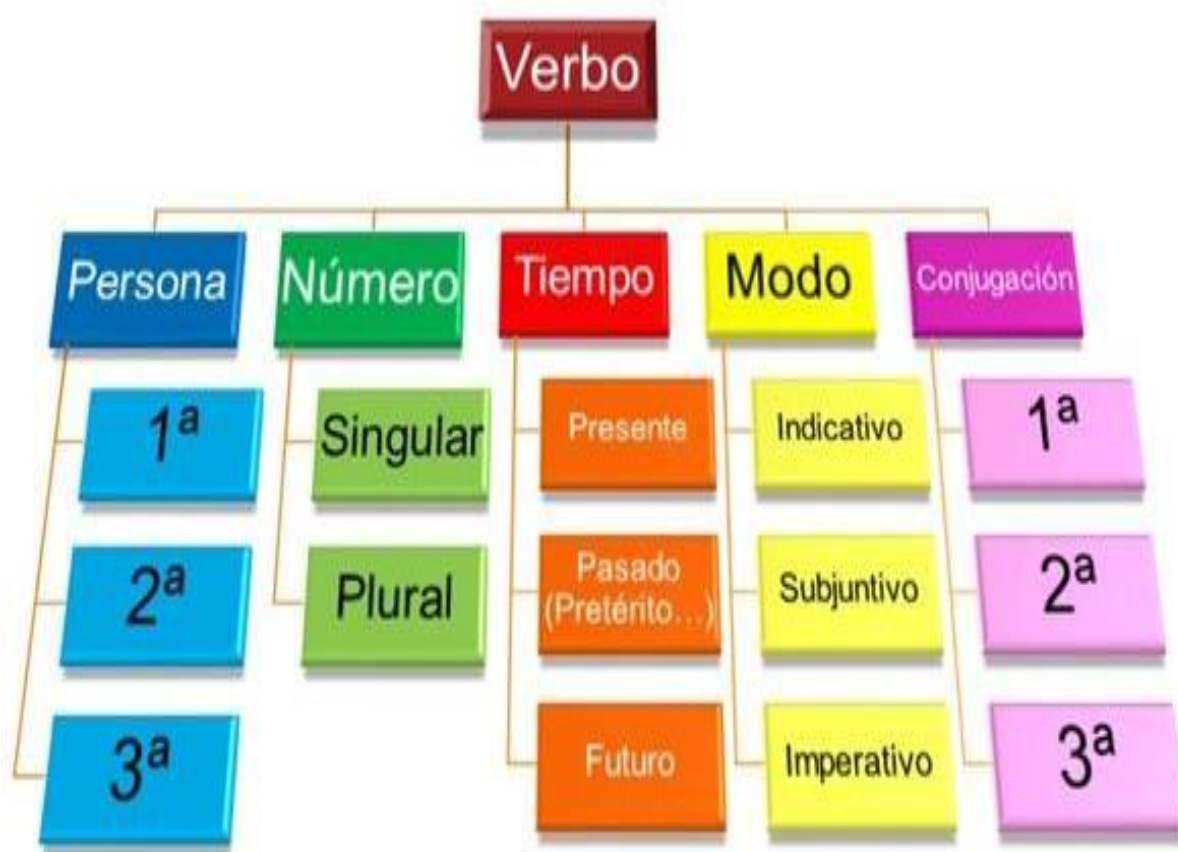 Verbo
Persona
Número
Tiempo
Modo
Conjugación
1ª
Singular
Presente
Indicativo
1ª
2ª
Plural
Pasado
(Pretérito...)
Subjuntivo
2ª
3ª
Futuro
Imperativo
3ª